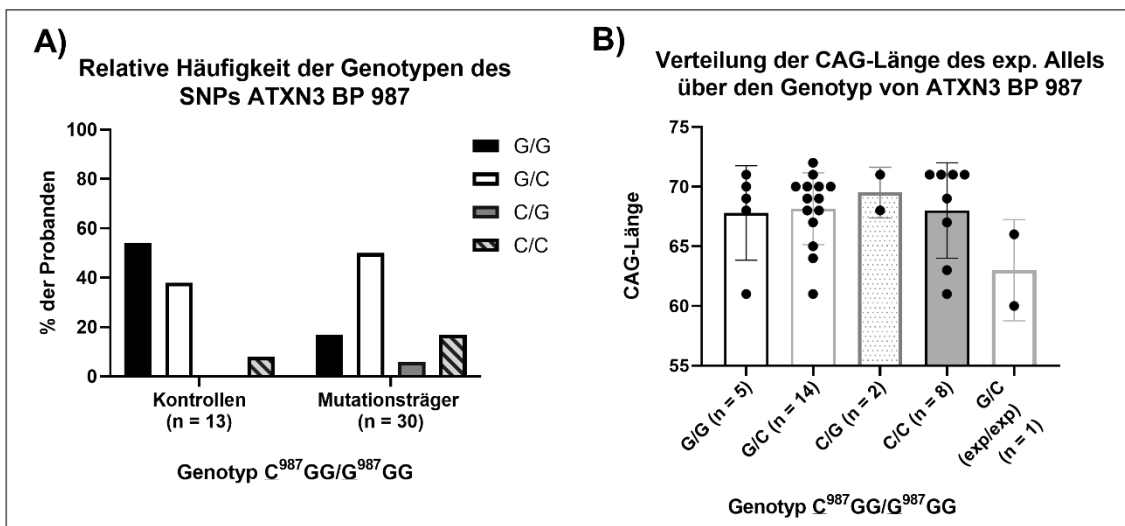 A)
Relative Häufigkeit der Genotypen des
SNPs ATXN3 BP 987
100
80
60
40
20
0
% der Probanden
G/G
G/C
C/G
C/C
Kontrollen
(n = 13)
Mutationsträger
(n = 30)
Genotyp C⁹⁸⁷GG/G⁹⁸⁷GG
B)
Verteilung der CAG-Länge des exp. Allels
über den Genotyp von ATXN3 BP 987
75
70
65
60
55
CAG-Länge
G/G (n = 5)
G/C (n = 14)
C/G (n = 2)
C/C (n = 8)
G/C
(exp/exp)
(n = 1)
Genotyp C⁹⁸⁷GG/G⁹⁸⁷GG